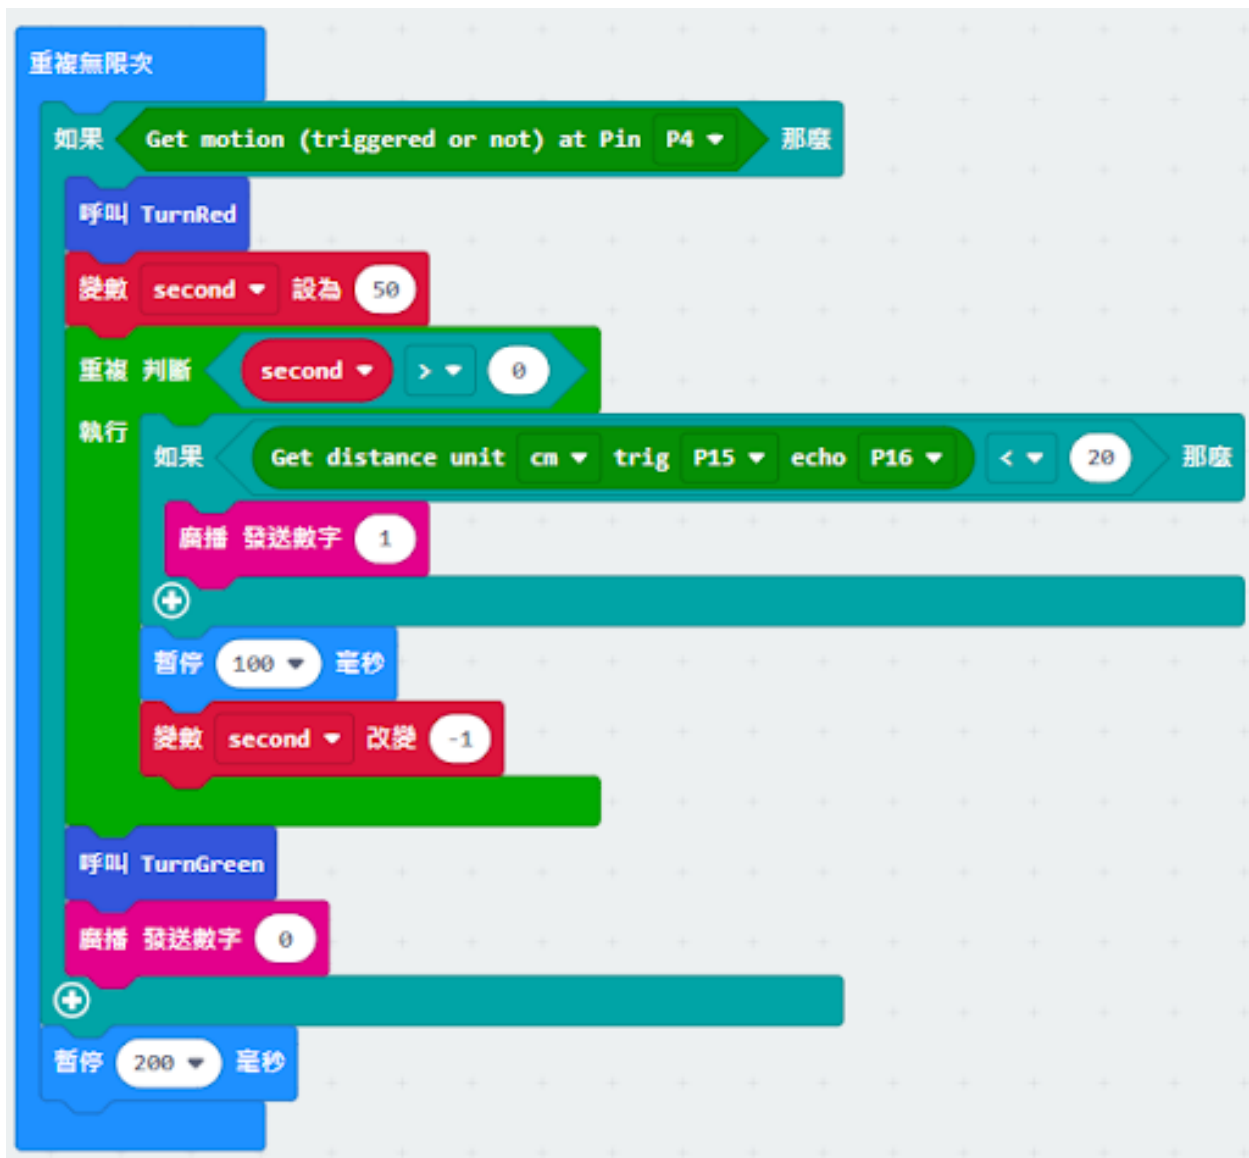 重複無限次
如果 Get motion (triggered or not) at Pin P4 那麼
呼叫 TurnRed
變數 second 設為 50
重複 判斷 second > 0
執行
如果 Get distance unit cm trig P15 echo P16 < 20 那麼
廣播 發送數字 1
暫停 100 毫秒
變數 second 改變 -1
呼叫 TurnGreen
廣播 發送數字 0
暫停 200 毫秒